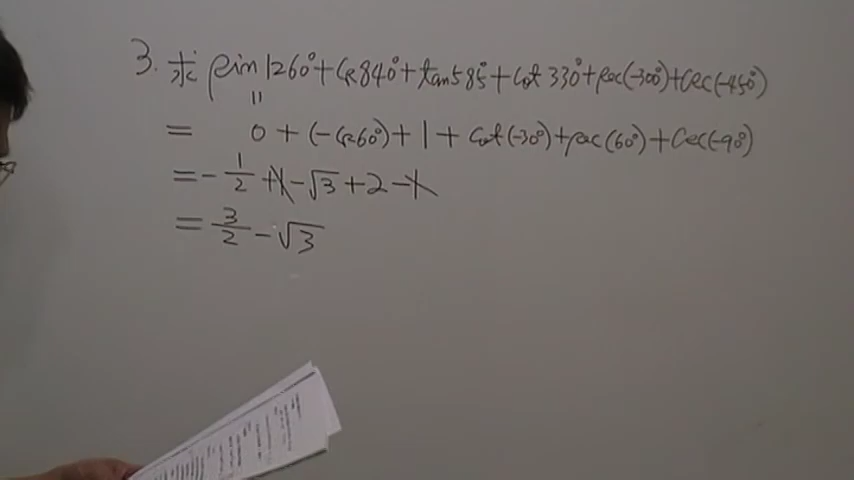 3. 求 sin1260°+cos840°+tan585°+cot330°+sec(-300°)+csc(-450°)
= 0+(-cos60°)+1+cot(-30°)+sec(60°)+csc(-90°)
=-1/2+1-√3+2-1
=3/2-√3